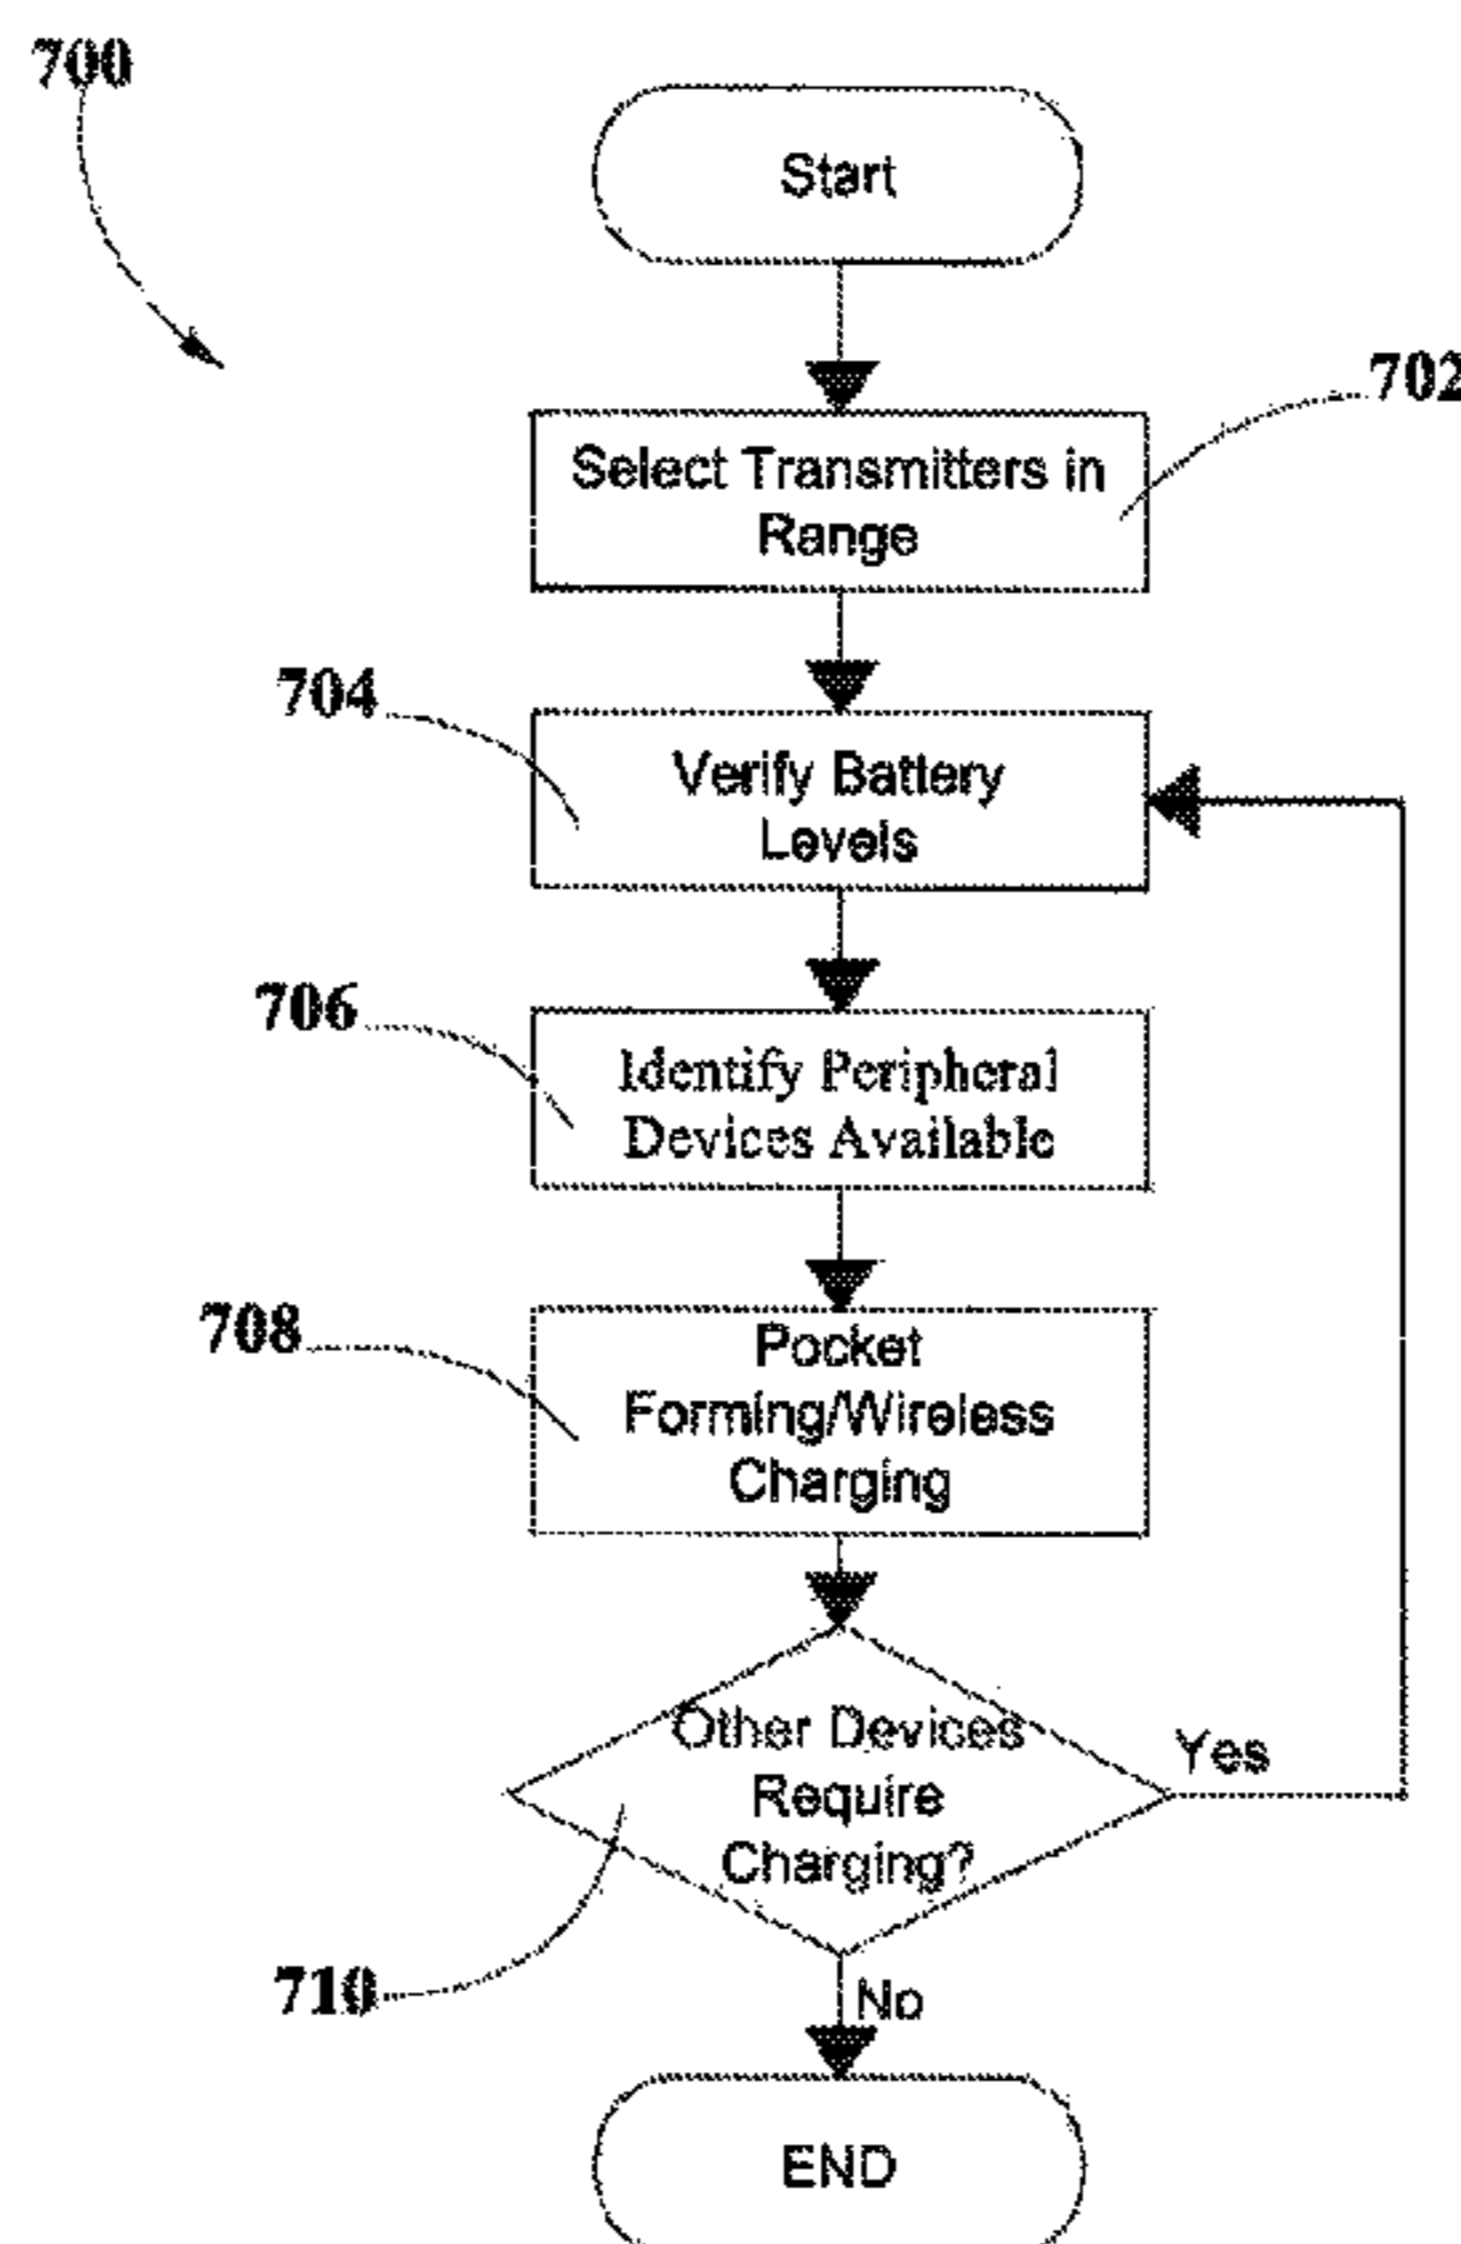 700
Start
702
Select Transmitters in
Range
704
Verify Battery
Levels
706
Identify Peripheral
Devices Available
708
Pocket
Forming/Wireless
Charging
Other Devices
Require
Charging?
Yes
710
No
END